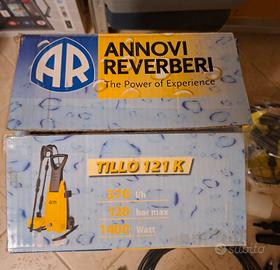 AR
ANNOVI
REVERBERI
The Power of Experience
TILLO 121 K
370 l/h
120 bar max
1400 Watt
subito